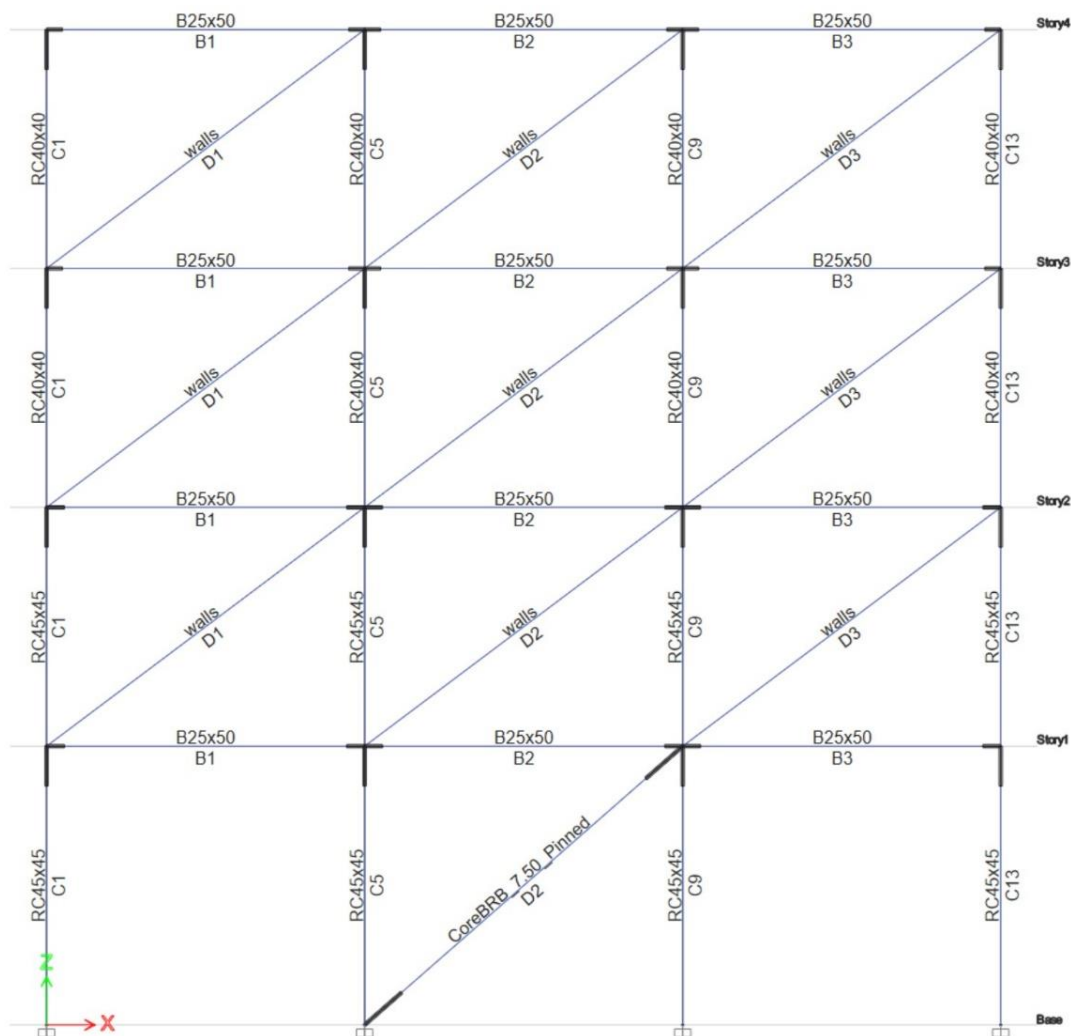 B25x50 B25x50 B25x50 Story4
B1 B2 B3
RC40x40 C1 walls D1 RC40x40 C5 walls D2 RC40x40 C9 walls D3 RC40x40 C13
B25x50 B25x50 B25x50 Story3
B1 B2 B3
RC40x40 C1 walls D1 RC40x40 C5 walls D2 RC40x40 C9 walls D3 RC40x40 C13
B25x50 B25x50 B25x50 Story2
B1 B2 B3
RC45x45 C1 walls D1 RC45x45 C5 walls D2 RC45x45 C9 walls D3 RC45x45 C13
B25x50 B25x50 B25x50 Story1
B1 B2 B3
RC45x45 C1 RC45x45 C5 CoreBRB_7.50_Pinned D2 RC45x45 C9 RC45x45 C13
Z
X Base